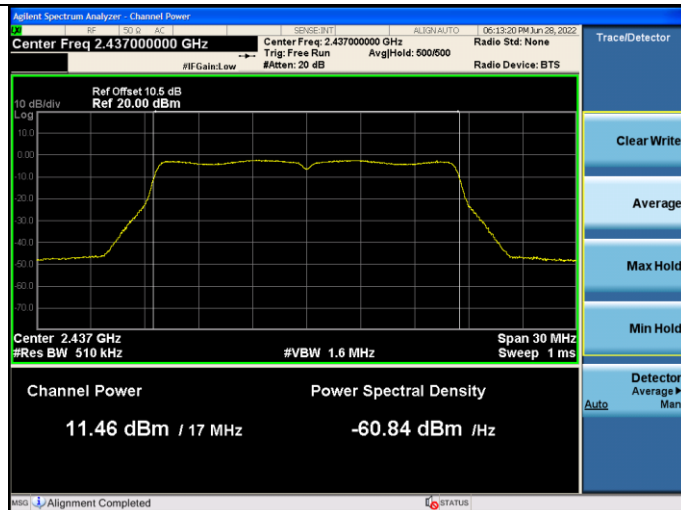 Agilent Spectrum Analyzer - Channel Power
RF 50 Ω AC SENSE:INT ALIGN AUTO 06:13:20 PM Jun 28, 2022
Center Freq 2.437000000 GHz
Center Freq: 2.437000000 GHz
Radio Std: None
Trig: Free Run Avg|Hold: 500/500
#IFGain:Low
#Atten: 20 dB
Radio Device: BTS
Trace/Detector
Ref Offset 10.5 dB
10 dB/div Ref 20.00 dBm
Log
10.0
0.00
-10.0
-20.0
-30.0
-40.0
-50.0
-60.0
-70.0
Center 2.437 GHz
Span 30 MHz
#Res BW 510 kHz
#VBW 1.6 MHz
Sweep 1 ms
Channel Power
Power Spectral Density
11.46 dBm / 17 MHz
-60.84 dBm /Hz
Clear Write
Average
Max Hold
Min Hold
Detector
Average
Auto Man
MSG Alignment Completed
STATUS